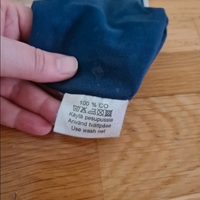 100 % CO
Käytä pesupussia
Använd tvättpåse
Use wash net